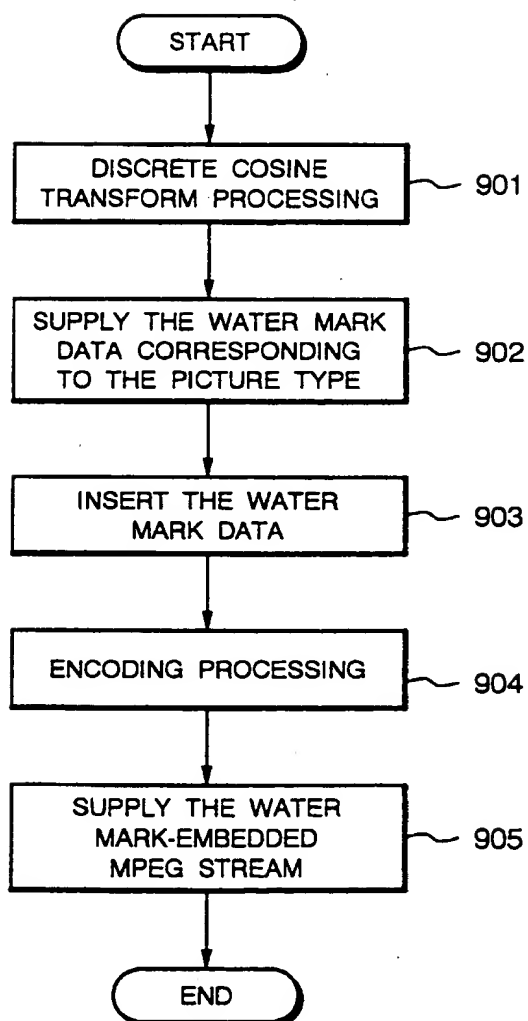 START
DISCRETE COSINE
TRANSFORM PROCESSING
901
SUPPLY THE WATER MARK
DATA CORRESPONDING
TO THE PICTURE TYPE
902
INSERT THE WATER
MARK DATA
903
ENCODING PROCESSING
904
SUPPLY THE WATER
MARK-EMBEDDED
MPEG STREAM
905
END